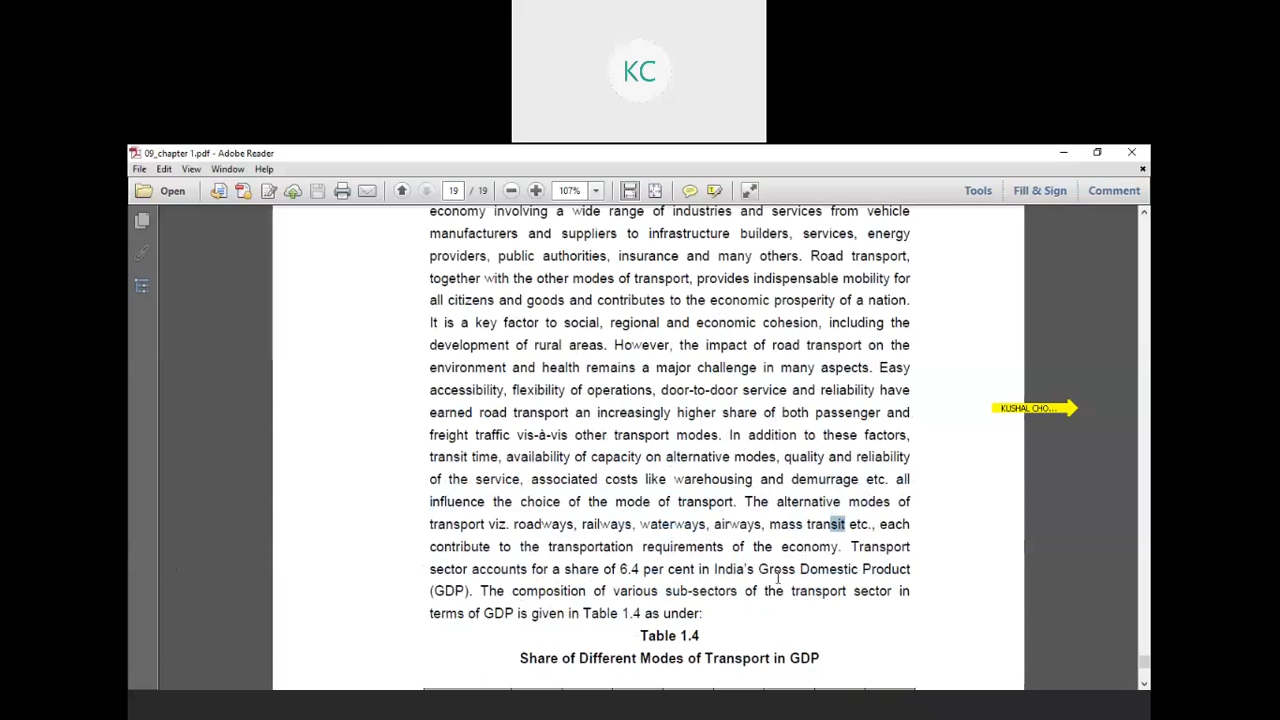 KC
09_chapter 1.pdf - Adobe Reader
File Edit View Window Help
Open 19 / 19 107% Tools Fill & Sign Comment
economy involving a wide range of industries and services from vehicle
manufacturers and suppliers to infrastructure builders, services, energy
providers, public authorities, insurance and many others. Road transport,
together with the other modes of transport, provides indispensable mobility for
all citizens and goods and contributes to the economic prosperity of a nation.
It is a key factor to social, regional and economic cohesion, including the
development of rural areas. However, the impact of road transport on the
environment and health remains a major challenge in many aspects. Easy
accessibility, flexibility of operations, door-to-door service and reliability have
earned road transport an increasingly higher share of both passenger and
KUSHAL CHO...
freight traffic vis-à-vis other transport modes. In addition to these factors,
transit time, availability of capacity on alternative modes, quality and reliability
of the service, associated costs like warehousing and demurrage etc. all
influence the choice of the mode of transport. The alternative modes of
transport viz. roadways, railways, waterways, airways, mass transit etc., each
contribute to the transportation requirements of the economy. Transport
sector accounts for a share of 6.4 per cent in India's Gross Domestic Product
(GDP). The composition of various sub-sectors of the transport sector in
terms of GDP is given in Table 1.4 as under:
Table 1.4
Share of Different Modes of Transport in GDP